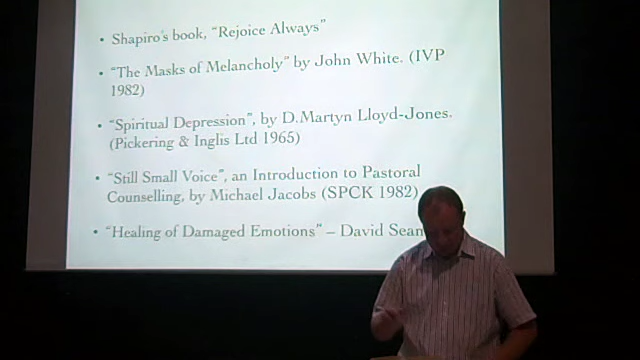 • Shapiro's book, "Rejoice Always"
• "The Masks of Melancholy" by John White. (IVP
1982)
• "Spiritual Depression", by D.Martyn Lloyd-Jones.
(Pickering & Inglis Ltd 1965)
• "Still Small Voice", an Introduction to Pastoral
Counselling, by Michael Jacobs (SPCK 1982)
• "Healing of Damaged Emotions" – David Sean